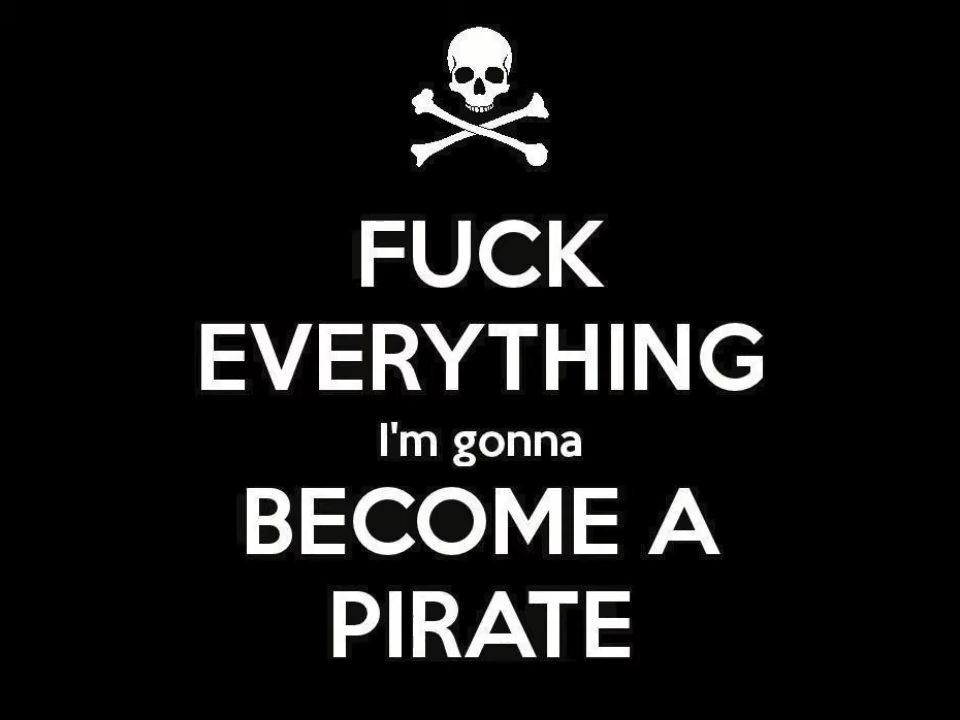 FUCK
EVERYTHING
I'm gonna
BECOME A
PIRATE